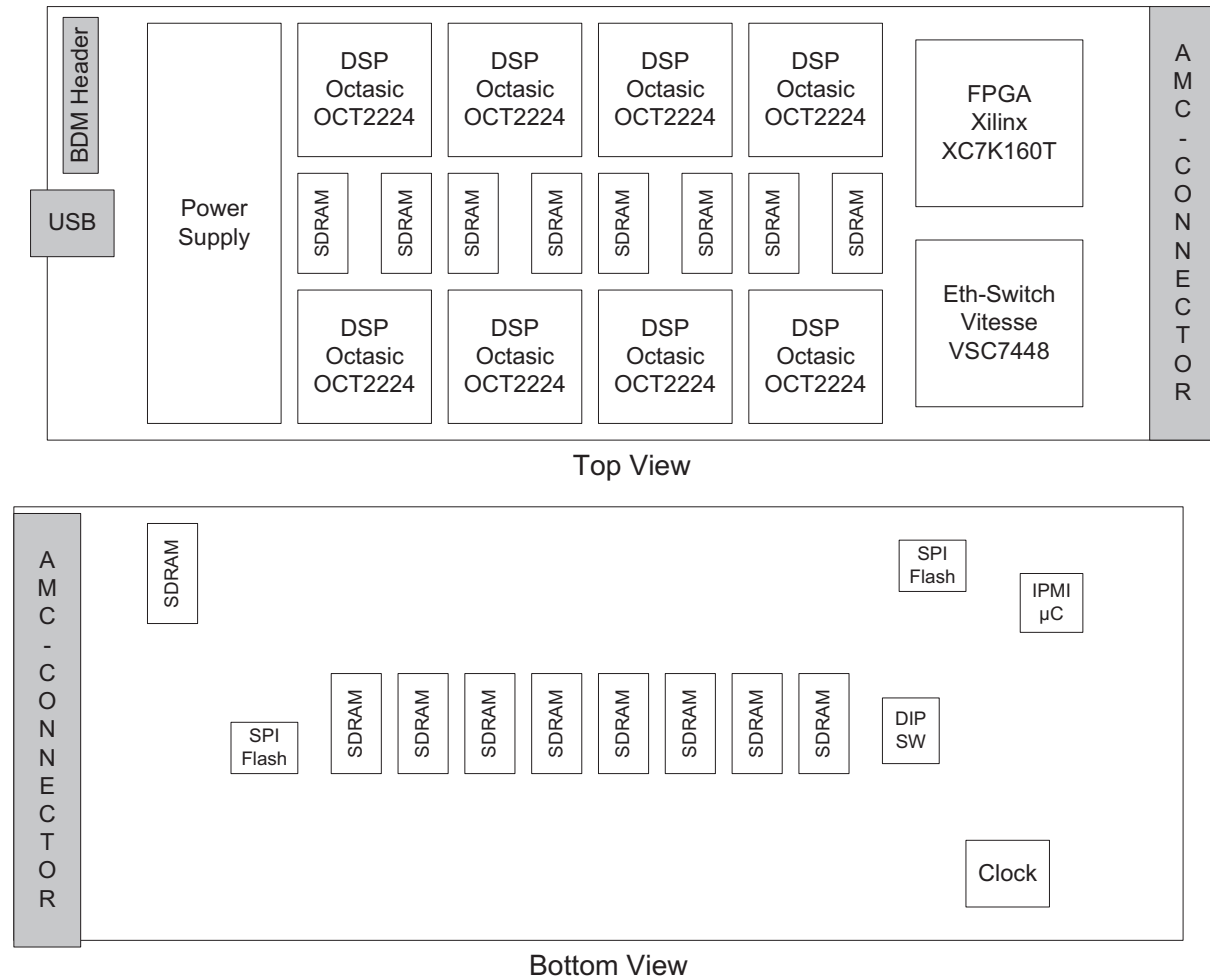 BDM Header
USB
Power
Supply
DSP
Octasic
OCT2224
DSP
Octasic
OCT2224
DSP
Octasic
OCT2224
DSP
Octasic
OCT2224
SDRAM
SDRAM
SDRAM
SDRAM
SDRAM
SDRAM
SDRAM
SDRAM
DSP
Octasic
OCT2224
DSP
Octasic
OCT2224
DSP
Octasic
OCT2224
DSP
Octasic
OCT2224
FPGA
Xilinx
XC7K160T
Eth-Switch
Vitesse
VSC7448
AMC-CONNECTOR
Top View
AMC-CONNECTOR
SDRAM
SPI
Flash
IPMI
µC
SPI
Flash
SDRAM
SDRAM
SDRAM
SDRAM
SDRAM
SDRAM
SDRAM
SDRAM
DIP
SW
Clock
Bottom View